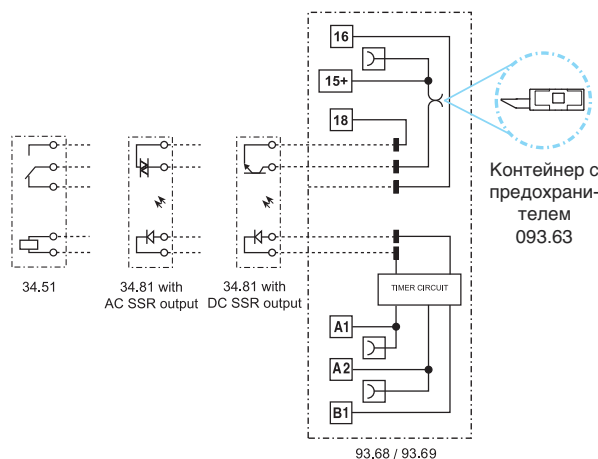 16
15+
18
Контейнер с
предохрани-
телем
093.63
34.51
34.81 with
AC SSR output
34.81 with
DC SSR output
TIMER CIRCUIT
A1
A2
B1
93.68 / 93.69